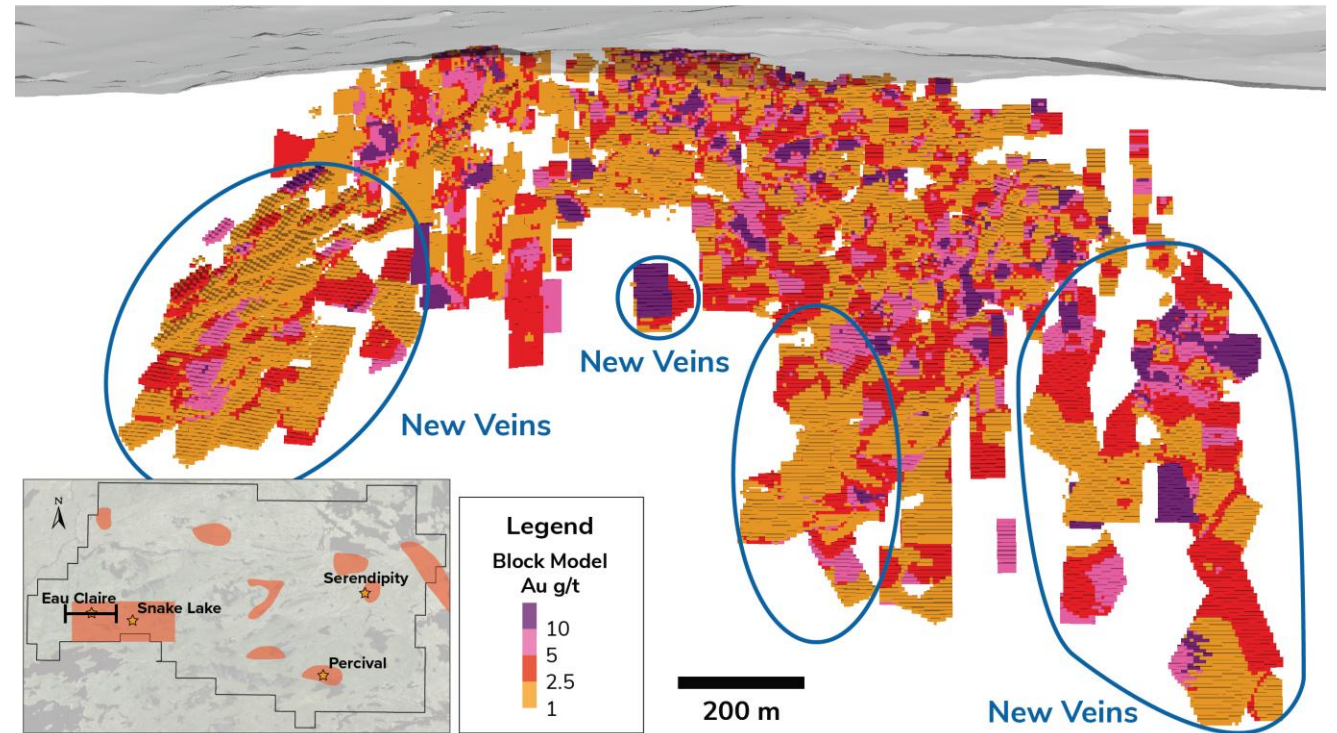 New Veins
New Veins
New Veins
N
Eau Claire
Snake Lake
Serendipity
Percival
Legend
Block Model
Au g/t
10
5
2.5
1
200 m